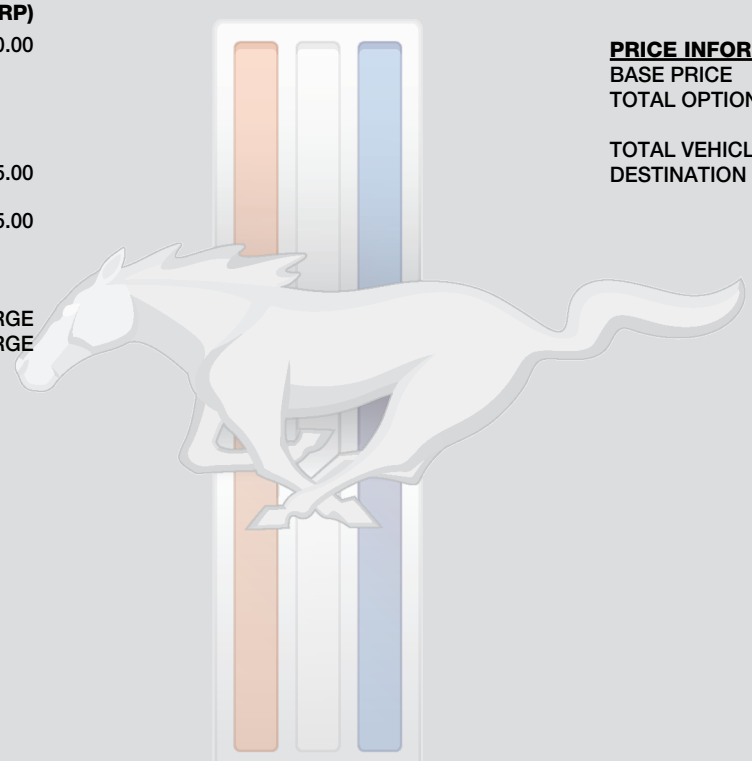 RP)
0.00
5.00
5.00
RGE
RGE
PRICE INFOR
BASE PRICE
TOTAL OPTION
TOTAL VEHICL
DESTINATION